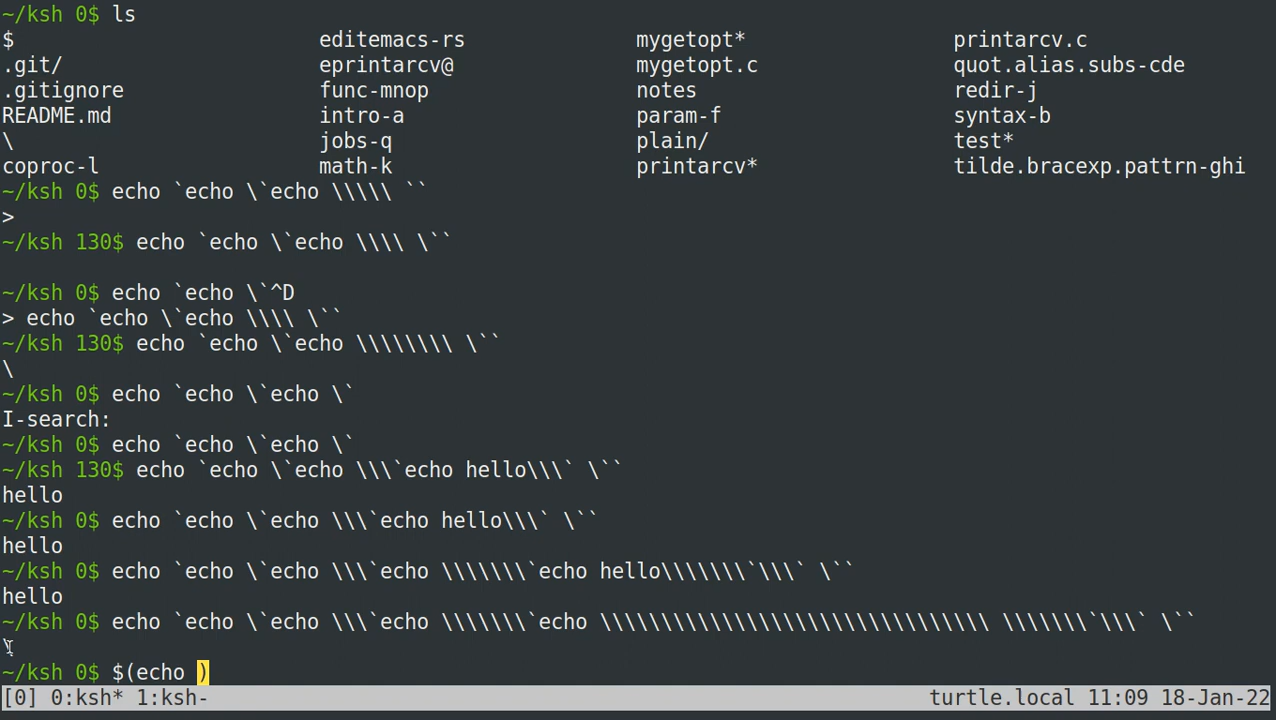 ~/ksh 0$ ls
$ editemacs-rs mygetopt* printarcv.c
.git/ eprintarcv@ mygetopt.c quot.alias.subs-cde
.gitignore func-mnop notes redir-j
README.md intro-a param-f syntax-b
\ jobs-q plain/ test*
coproc-l math-k printarcv* tilde.bracexp.pattrn-ghi
~/ksh 0$ echo `echo \`echo \\\\\ ``
>
~/ksh 130$ echo `echo \`echo \\\\ \``
~/ksh 0$ echo `echo \`^D
> echo `echo \`echo \\\\ \``
~/ksh 130$ echo `echo \`echo \\\\\\\\ \``
\
~/ksh 0$ echo `echo \`echo \`
I-search:
~/ksh 0$ echo `echo \`echo \`
~/ksh 130$ echo `echo \`echo \\\`echo hello\\\` \``
hello
~/ksh 0$ echo `echo \`echo \\\`echo hello\\\` \``
hello
~/ksh 0$ echo `echo \`echo \\\`echo \\\\\\\`echo hello\\\\\\\`\\\` \``
hello
~/ksh 0$ echo `echo \`echo \\\`echo \\\\\\\`echo \\\\\\\\\\\\\\\\\\\\\\\\\\\\\\\\ \\\\\\\`\\\` \``
\
~/ksh 0$ $(echo )
[0] 0:ksh* 1:ksh- turtle.local 11:09 18-Jan-22